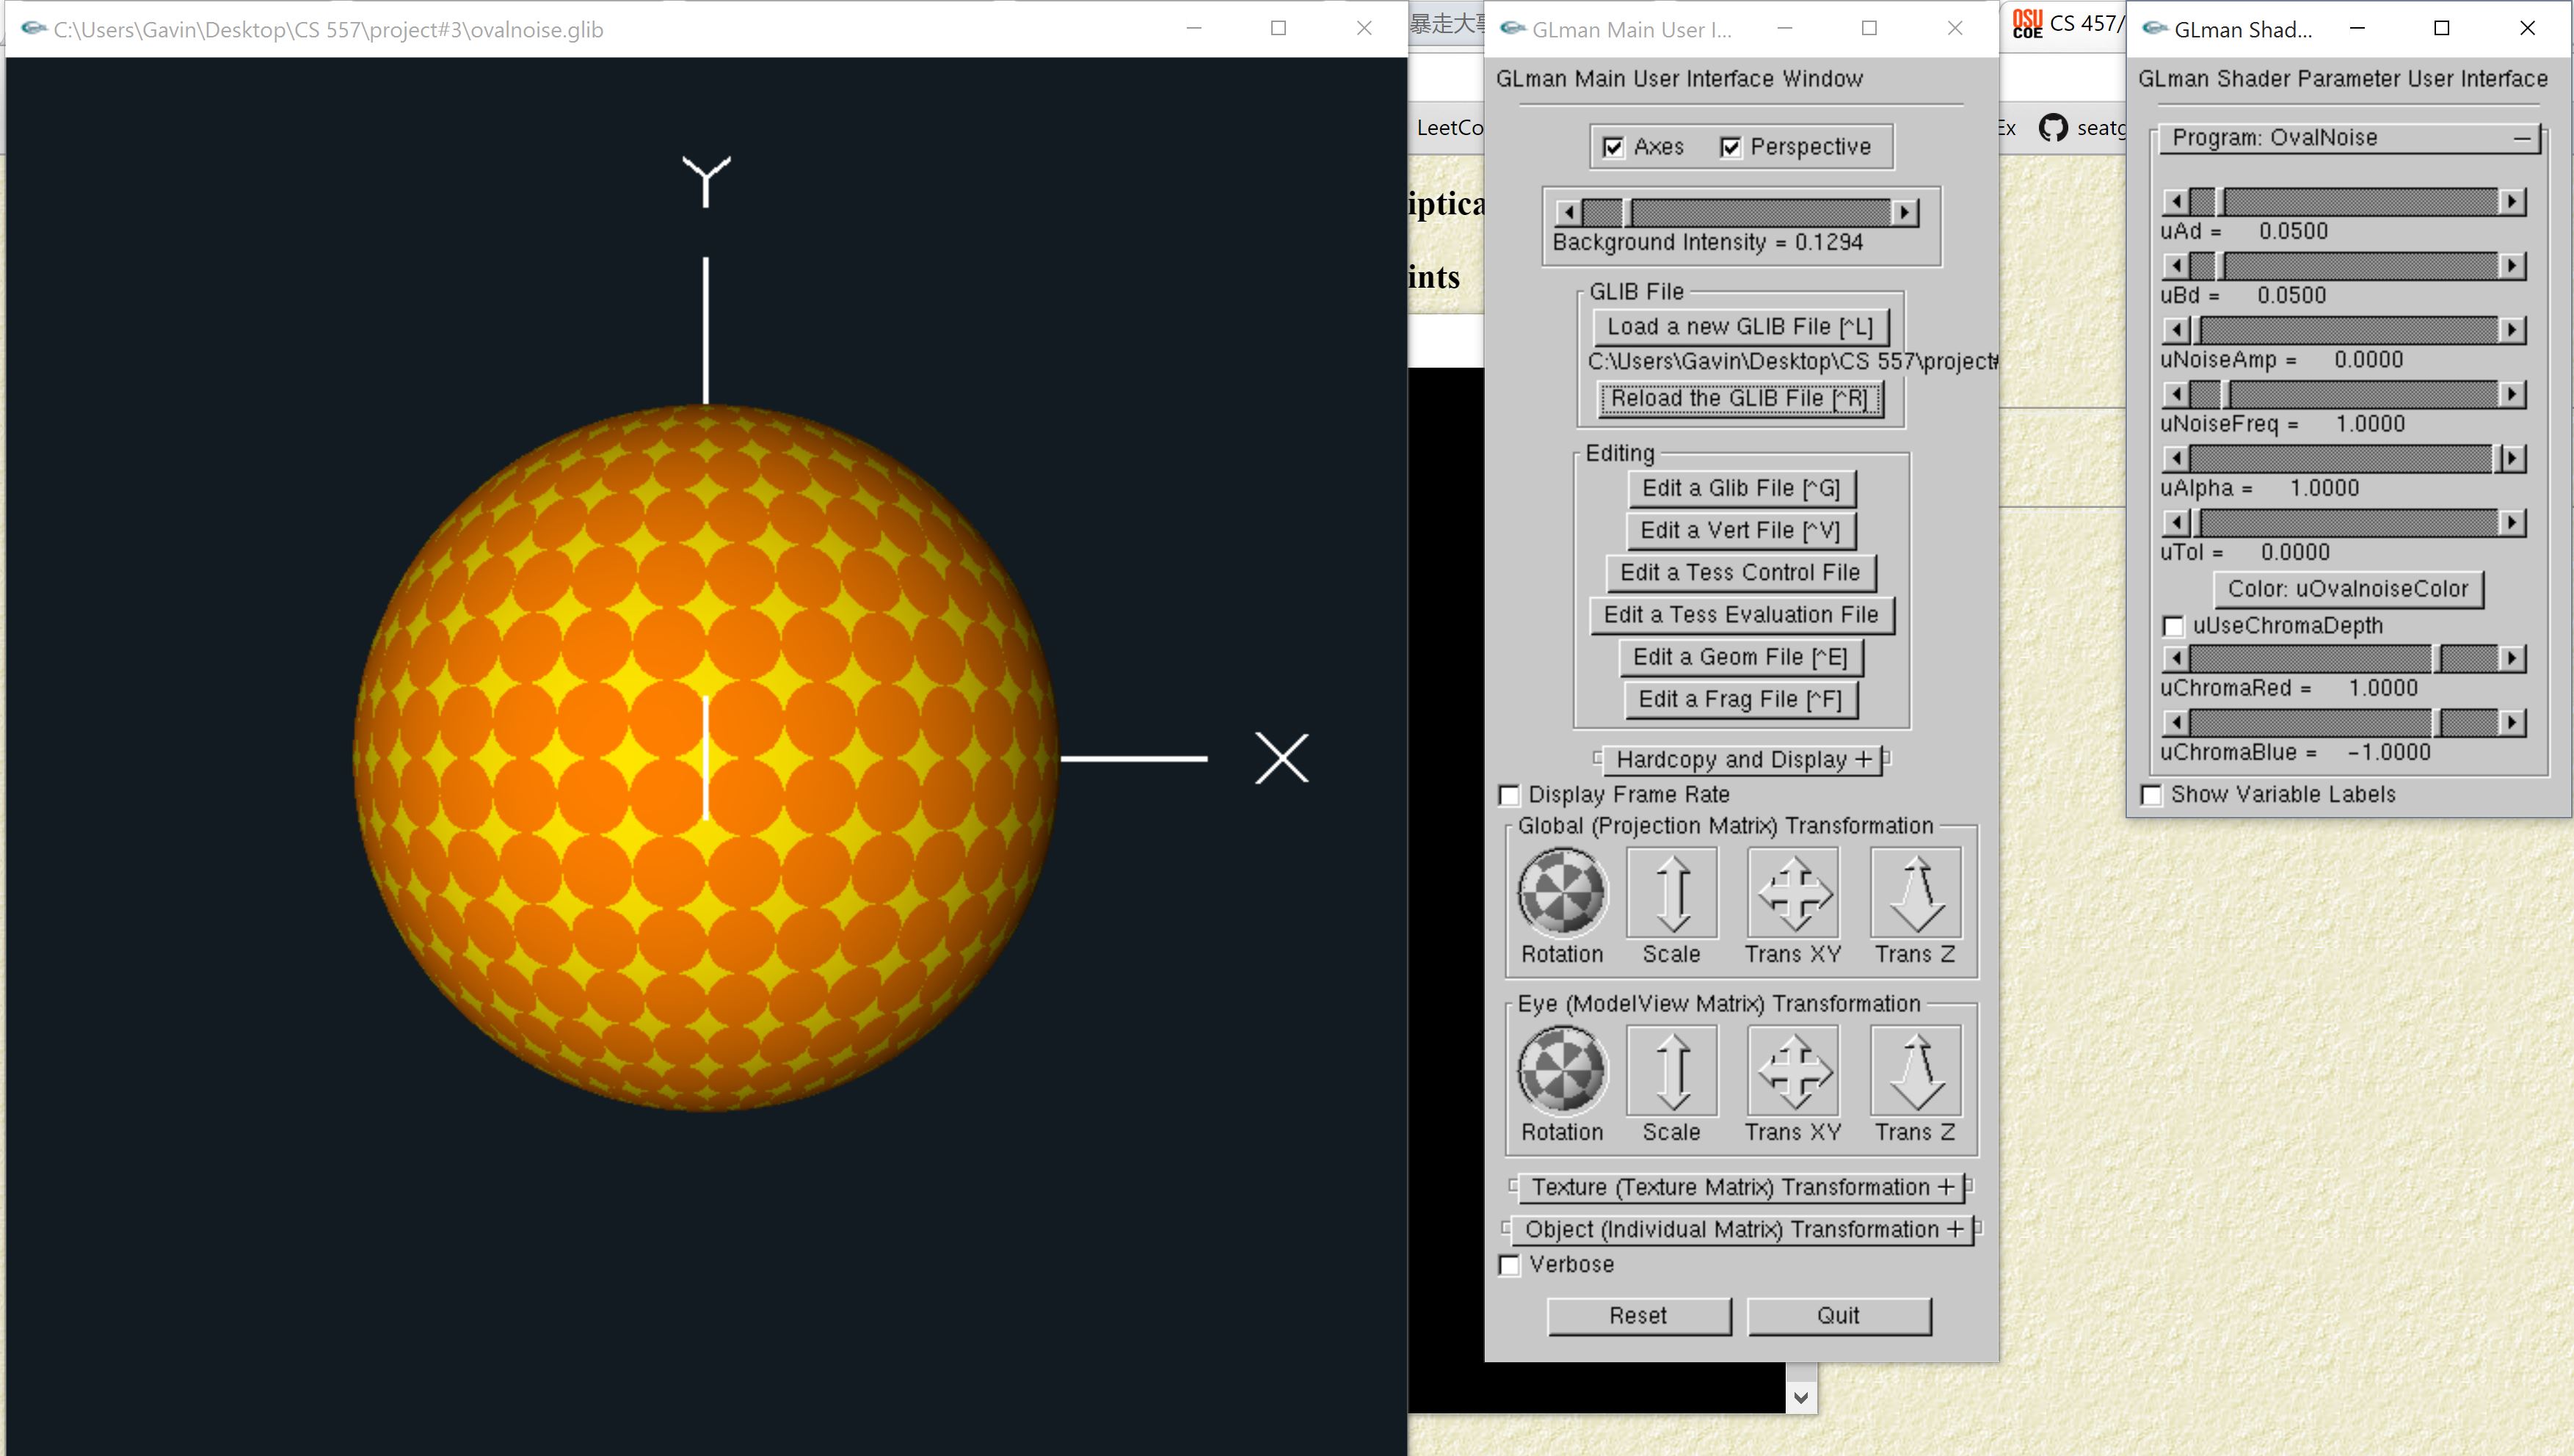 C:\Users\Gavin\Desktop\CS 557\project#3\ovalnoise.glib
Y
X
暴走大事
LeetCo
iptica
ints
GLman Main User I...
GLman Main User Interface Window
Axes
Perspective
Background Intensity = 0.1294
GLIB File
Load a new GLIB File [^L]
C:\Users\Gavin\Desktop\CS 557\project#
Reload the GLIB File [^R]
Editing
Edit a Glib File [^G]
Edit a Vert File [^V]
Edit a Tess Control File
Edit a Tess Evaluation File
Edit a Geom File [^E]
Edit a Frag File [^F]
Hardcopy and Display +
Display Frame Rate
Global (Projection Matrix) Transformation
Rotation Scale Trans XY Trans Z
Eye (ModelView Matrix) Transformation
Rotation Scale Trans XY Trans Z
Texture (Texture Matrix) Transformation +
Object (Individual Matrix) Transformation +
Verbose
Reset
Quit
OSU
COE
CS 457/
Ex
seatg
GLman Shad...
GLman Shader Parameter User Interface
Program: OvalNoise
uAd = 0.0500
uBd = 0.0500
uNoiseAmp = 0.0000
uNoiseFreq = 1.0000
uAlpha = 1.0000
uTol = 0.0000
Color: uOvalnoiseColor
uUseChromaDepth
uChromaRed = 1.0000
uChromaBlue = -1.0000
Show Variable Labels